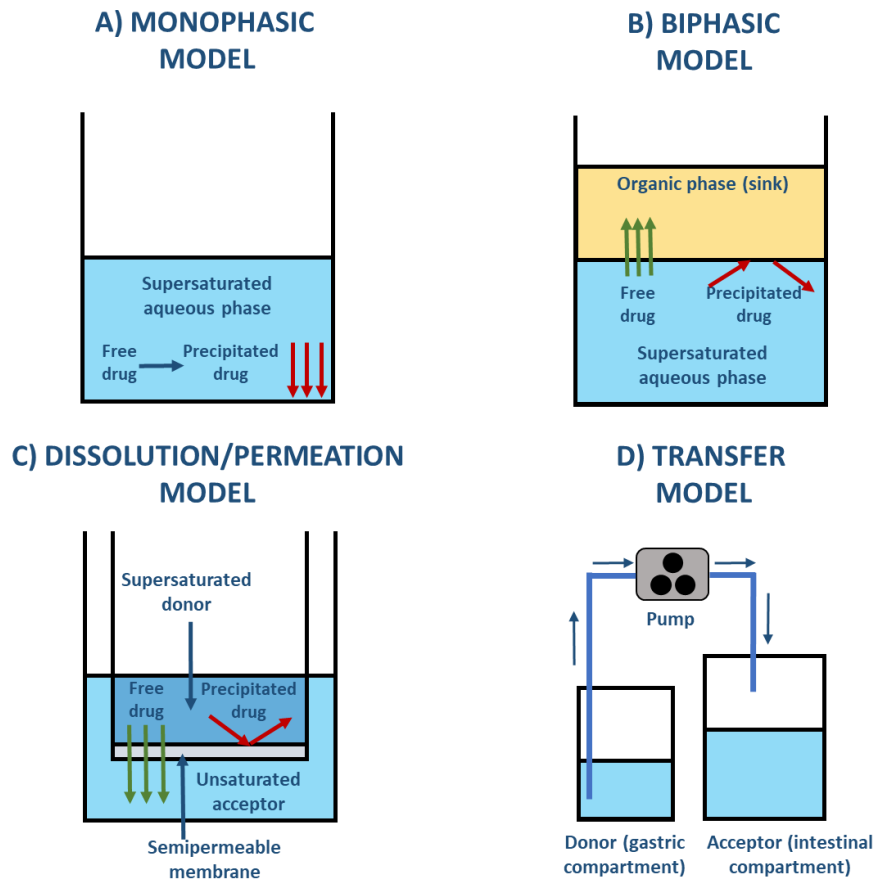 A) MONOPHASIC
MODEL
B) BIPHASIC
MODEL
Supersaturated
aqueous phase
Free
drug
Precipitated
drug
Organic phase (sink)
Free
drug
Precipitated
drug
Supersaturated
aqueous phase
C) DISSOLUTION/PERMEATION
MODEL
D) TRANSFER
MODEL
Supersaturated
donor
Free
drug
Precipitated
drug
Unsaturated
acceptor
Semipermeable
membrane
Pump
Donor (gastric
compartment)
Acceptor (intestinal
compartment)